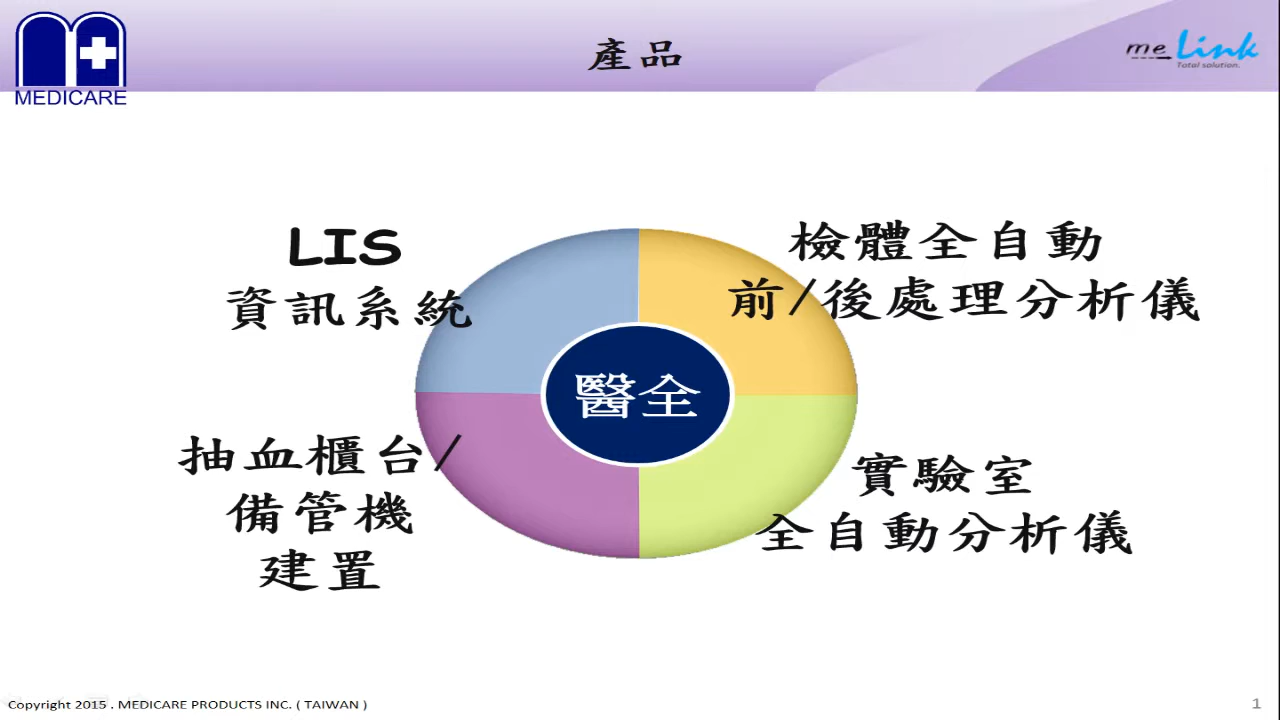 MEDICARE
產品
me Link
Total solution.
LIS
資訊系統
檢體全自動
前/後處理分析儀
醫全
抽血櫃台/
備管機
建置
實驗室
全自動分析儀
Copyright 2015 . MEDICARE PRODUCTS INC. ( TAIWAN )
1